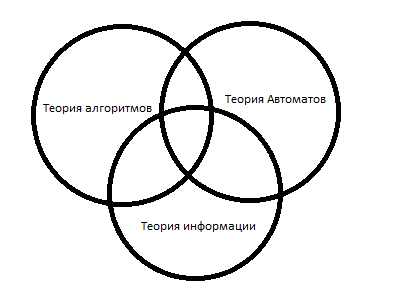 Теория алгоритмов
Теория Автоматов
Теория информации